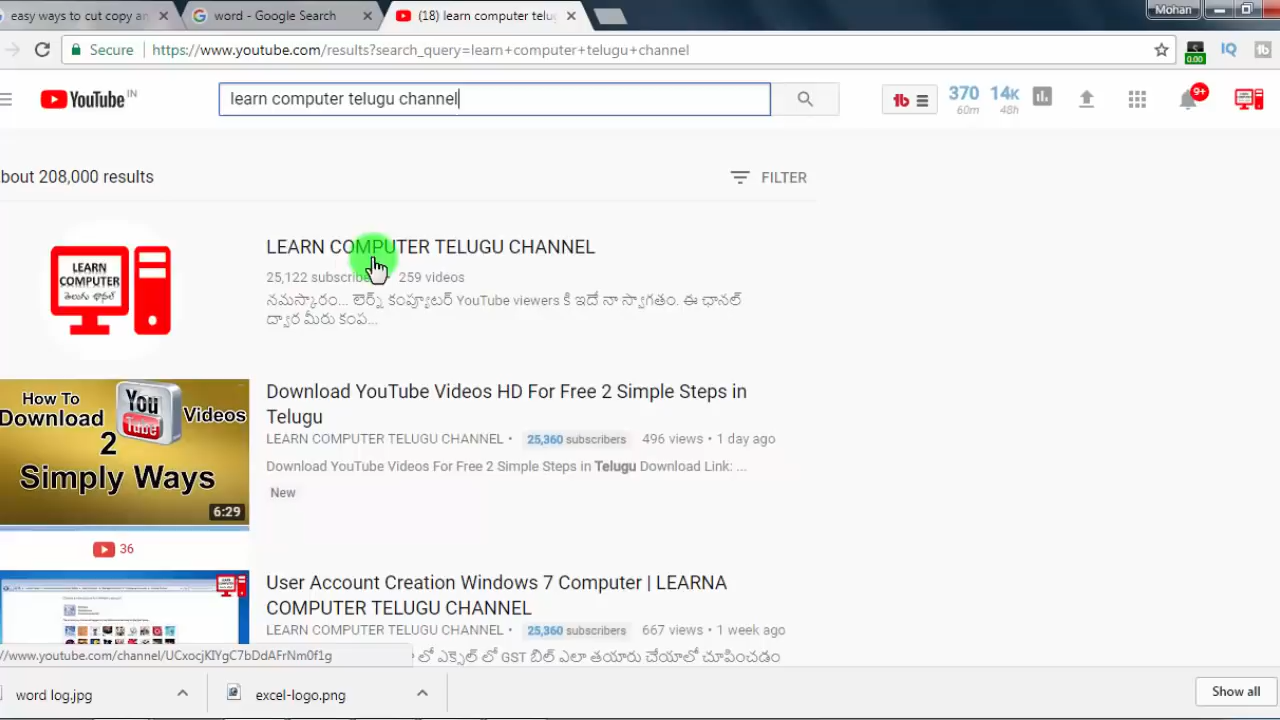 easy ways to cut copy an
word - Google Search
(18) learn computer telug
Mohan
Secure
https://www.youtube.com/results?search_query=learn+computer+telugu+channel
0.00
IQ
YouTube IN
learn computer telugu channel
370
60m
14K
48h
9+
bout 208,000 results
FILTER
LEARN
COMPUTER
తెలుగు ఛానల్
LEARN COMPUTER TELUGU CHANNEL
25,122 subscribe
259 videos
నమస్కారం... లెర్న్ కంప్యూటర్ YouTube viewers కి ఇదే నా స్వాగతం. ఈ ఛానల్
ద్వార మీరు కంప...
How To
Download
You
Tube
Videos
2
Simply Ways
6:29
36
Download YouTube Videos HD For Free 2 Simple Steps in
Telugu
LEARN COMPUTER TELUGU CHANNEL • 25,360 subscribers 496 views • 1 day ago
Download YouTube Videos For Free 2 Simple Steps in Telugu Download Link: ...
New
User Account Creation Windows 7 Computer | LEARNA
COMPUTER TELUGU CHANNEL
LEARN COMPUTER TELUGU CHANNEL • 25,360 subscribers 667 views • 1 week ago
లో ఎక్సెల్ లో GST బిల్ ఎలా తయారు చేయాలో చూపించడం
//www.youtube.com/channel/UCxocjKIYgC7bDdAFrNm0f1g
word log.jpg
excel-logo.png
Show all